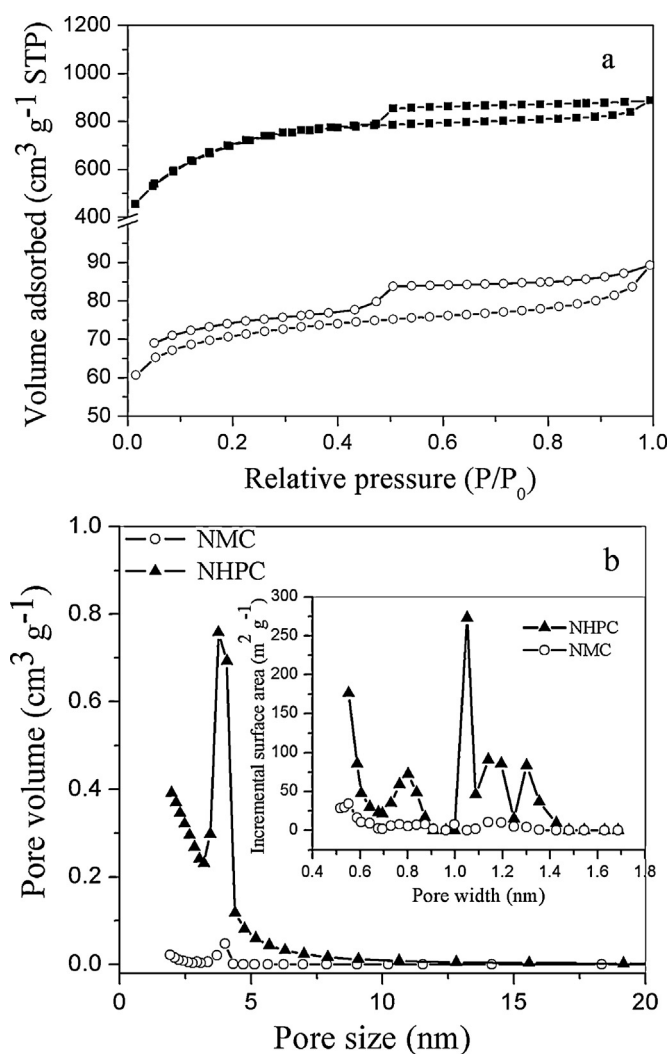 1200
1000
800
600
400
90
80
70
60
50
Volume adsorbed (cm³ g⁻¹ STP)
a
0.0 0.2 0.4 0.6 0.8 1.0
Relative pressure (P/P₀)
1.0
0.8
0.6
0.4
0.2
0.0
Pore volume (cm³ g⁻¹)
NMC
NHPC
b
300
250
200
150
100
50
0
Incremental surface area (m² g⁻¹)
NHPC
NMC
0.4 0.6 0.8 1.0 1.2 1.4 1.6 1.8
Pore width (nm)
0 5 10 15 20
Pore size (nm)